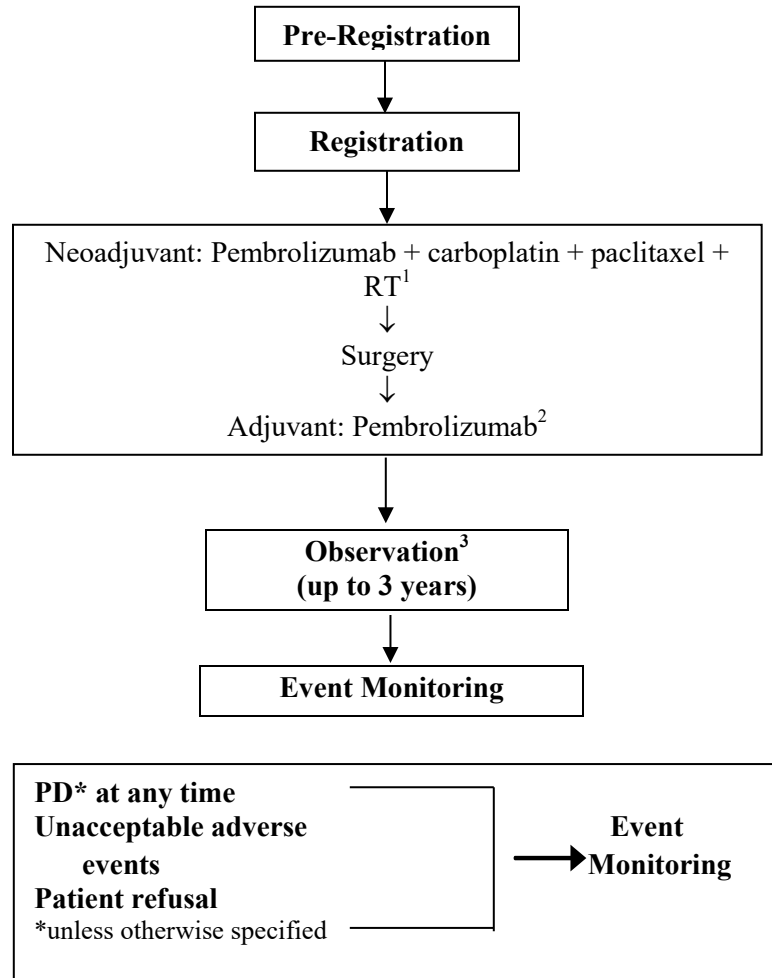 Pre-Registration
Registration
Neoadjuvant: Pembrolizumab + carboplatin + paclitaxel +
RT¹
↓
Surgery
↓
Adjuvant: Pembrolizumab²
Observation³
(up to 3 years)
Event Monitoring
PD* at any time
Unacceptable adverse
events
Patient refusal
*unless otherwise specified
Event
Monitoring